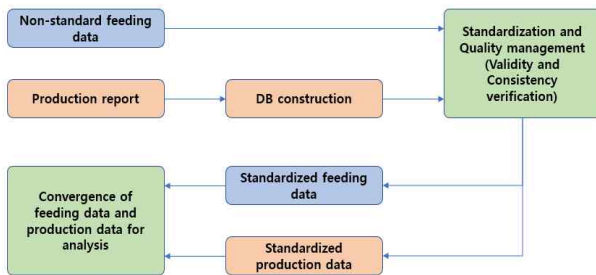 Non-standard feeding
data
Standardization and
Quality management
(Validity and
Consistency
verification)
Production report
DB construction
Convergence of
feeding data and
production data for
analysis
Standardized feeding
data
Standardized
production data